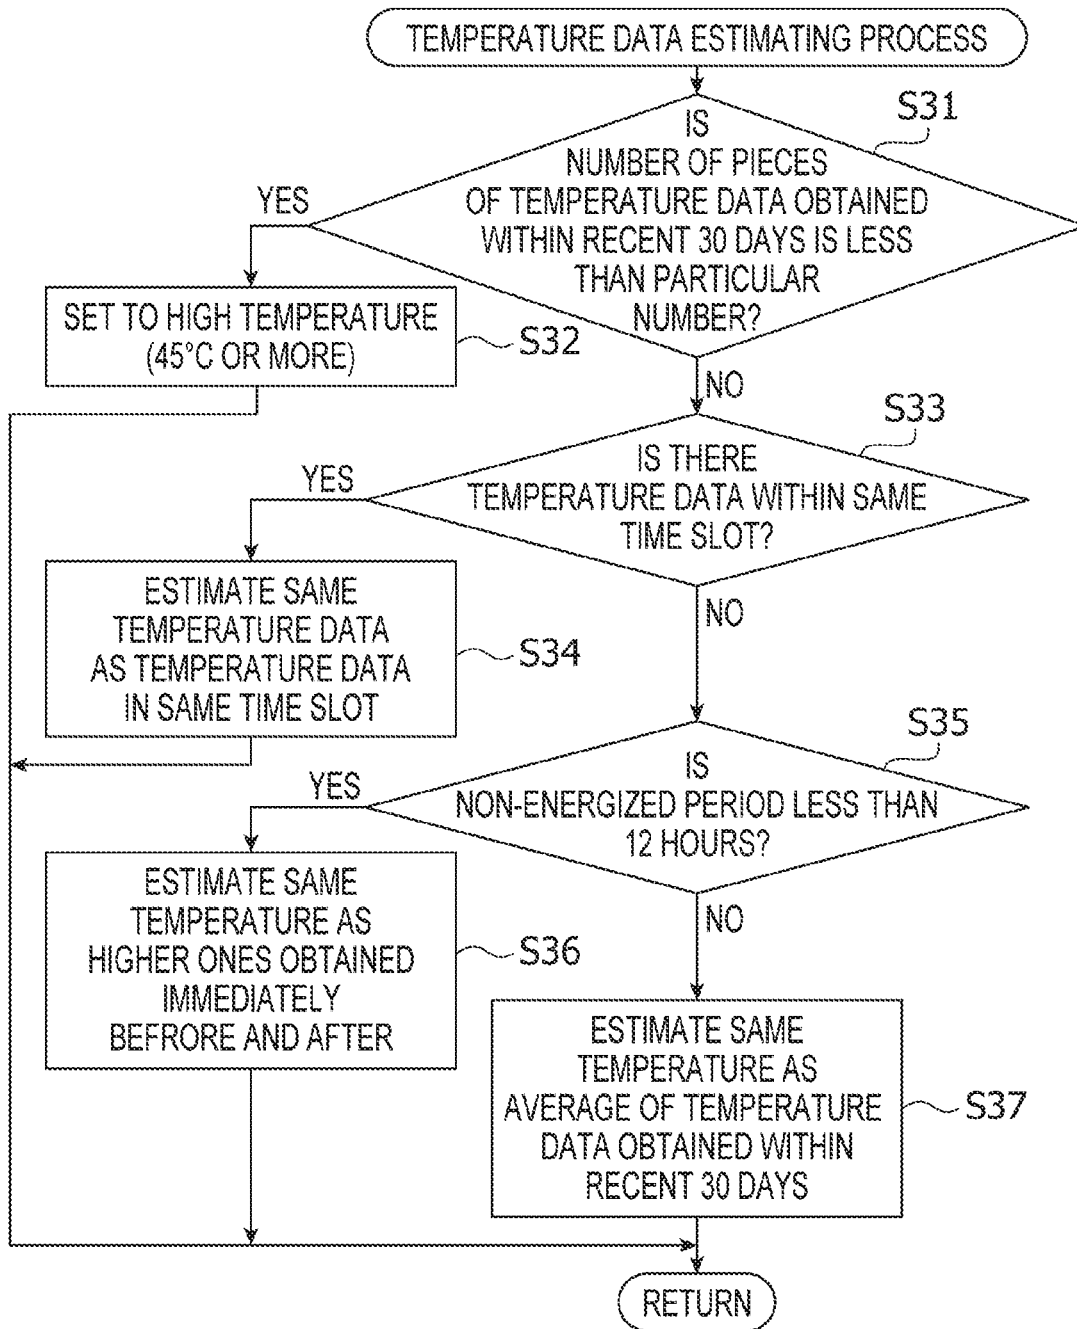 TEMPERATURE DATA ESTIMATING PROCESS
S31
IS
NUMBER OF PIECES
OF TEMPERATURE DATA OBTAINED
WITHIN RECENT 30 DAYS IS LESS
THAN PARTICULAR
NUMBER?
YES
SET TO HIGH TEMPERATURE
(45°C OR MORE)
S32
NO
S33
IS THERE
TEMPERATURE DATA WITHIN SAME
TIME SLOT?
YES
ESTIMATE SAME
TEMPERATURE DATA
AS TEMPERATURE DATA
IN SAME TIME SLOT
S34
NO
S35
IS
NON-ENERGIZED PERIOD LESS THAN
12 HOURS?
YES
ESTIMATE SAME
TEMPERATURE AS
HIGHER ONES OBTAINED
IMMEDIATELY
BEFRORE AND AFTER
S36
NO
ESTIMATE SAME
TEMPERATURE AS
AVERAGE OF TEMPERATURE
DATA OBTAINED WITHIN
RECENT 30 DAYS
S37
RETURN